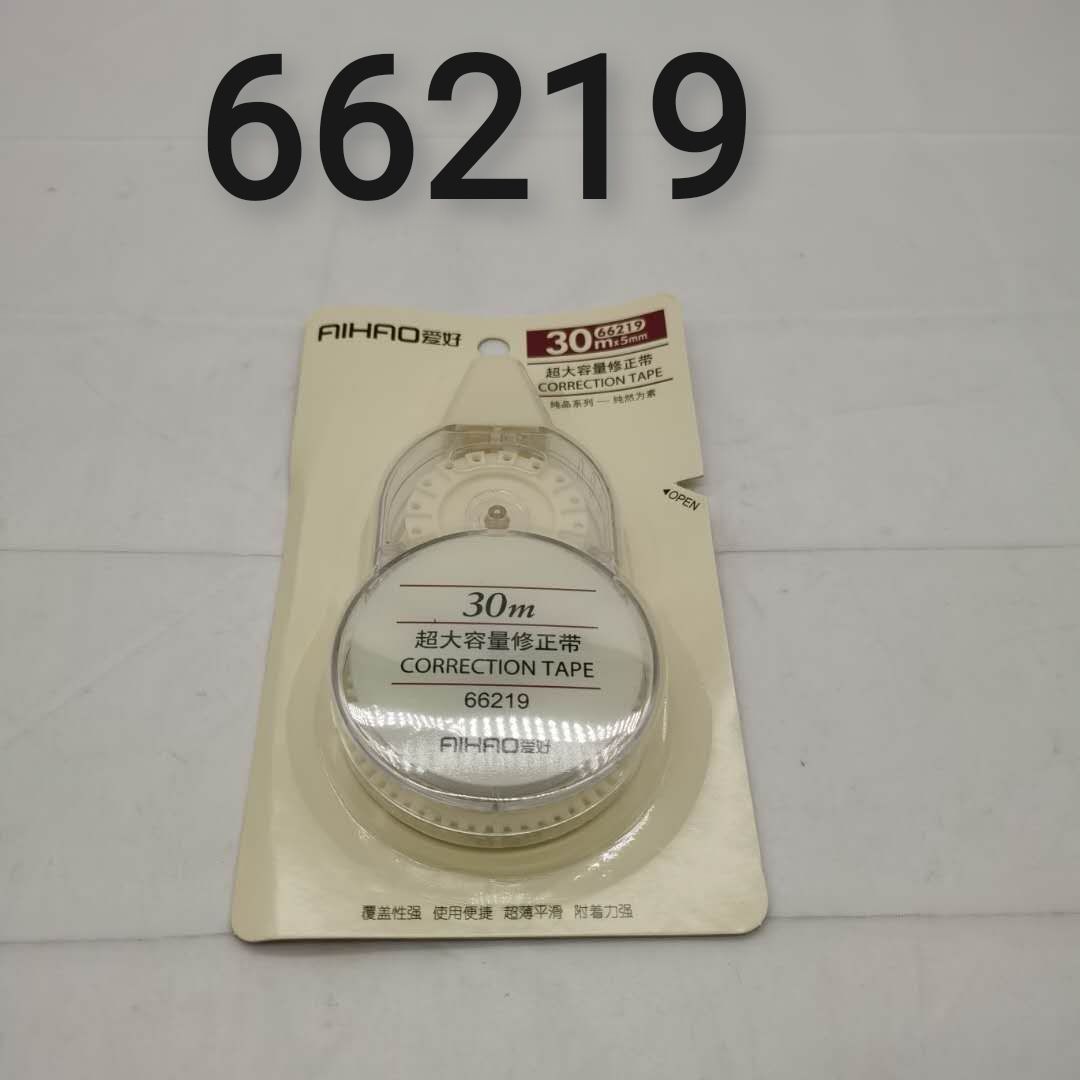 66219
AIHAO爱好
66219
30m×5mm
超大容量修正带
CORRECTION TAPE
纯品系列 — 纯然为素
◄OPEN
30m
超大容量修正带
CORRECTION TAPE
66219
AIHAO爱好
覆盖性强 使用便捷 超薄平滑 附着力强